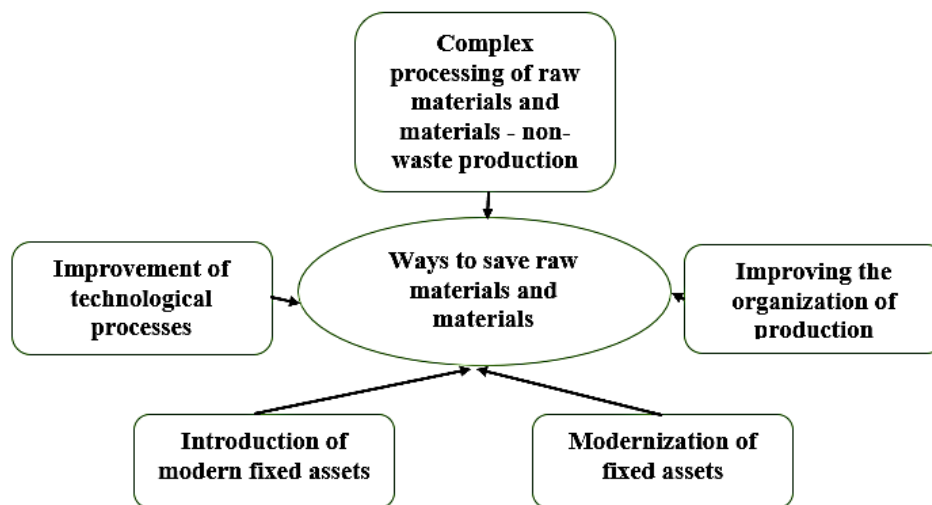 Complex
processing of raw
materials and
materials - non-
waste production
Improvement of
technological
processes
Ways to save raw
materials and
materials
Improving the
organization of
production
Introduction of
modern fixed assets
Modernization of
fixed assets